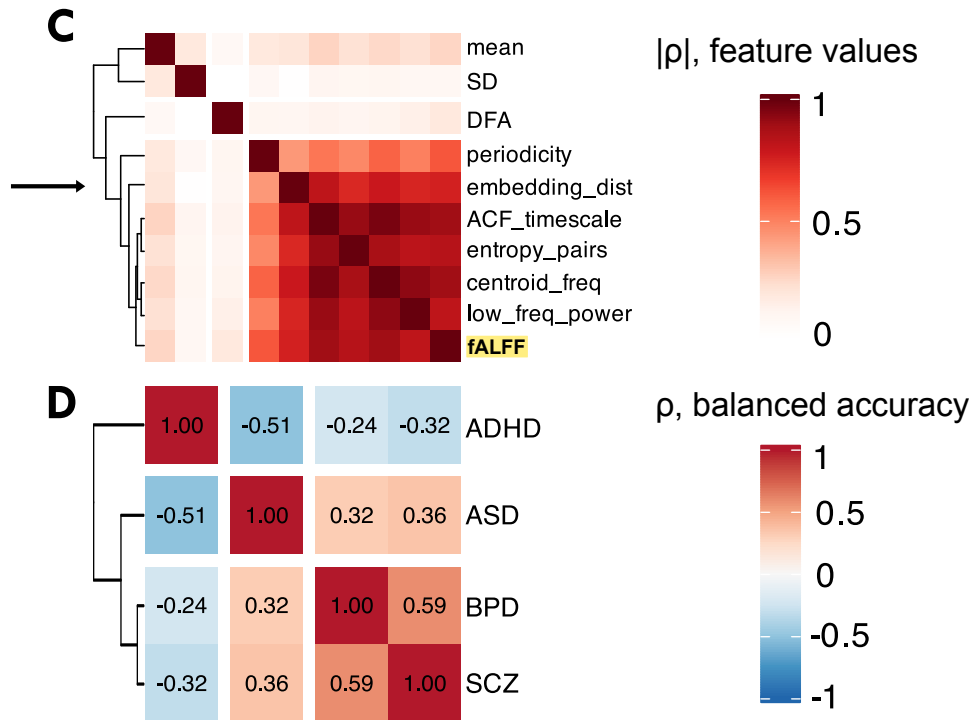 C
mean
SD
DFA
periodicity
embedding_dist
ACF_timescale
entropy_pairs
centroid_freq
low_freq_power
fALFF
|ρ|, feature values
1
0.5
0
D
1.00 -0.51 -0.24 -0.32 ADHD
-0.51 1.00 0.32 0.36 ASD
-0.24 0.32 1.00 0.59 BPD
-0.32 0.36 0.59 1.00 SCZ
ρ, balanced accuracy
1
0.5
0
-0.5
-1